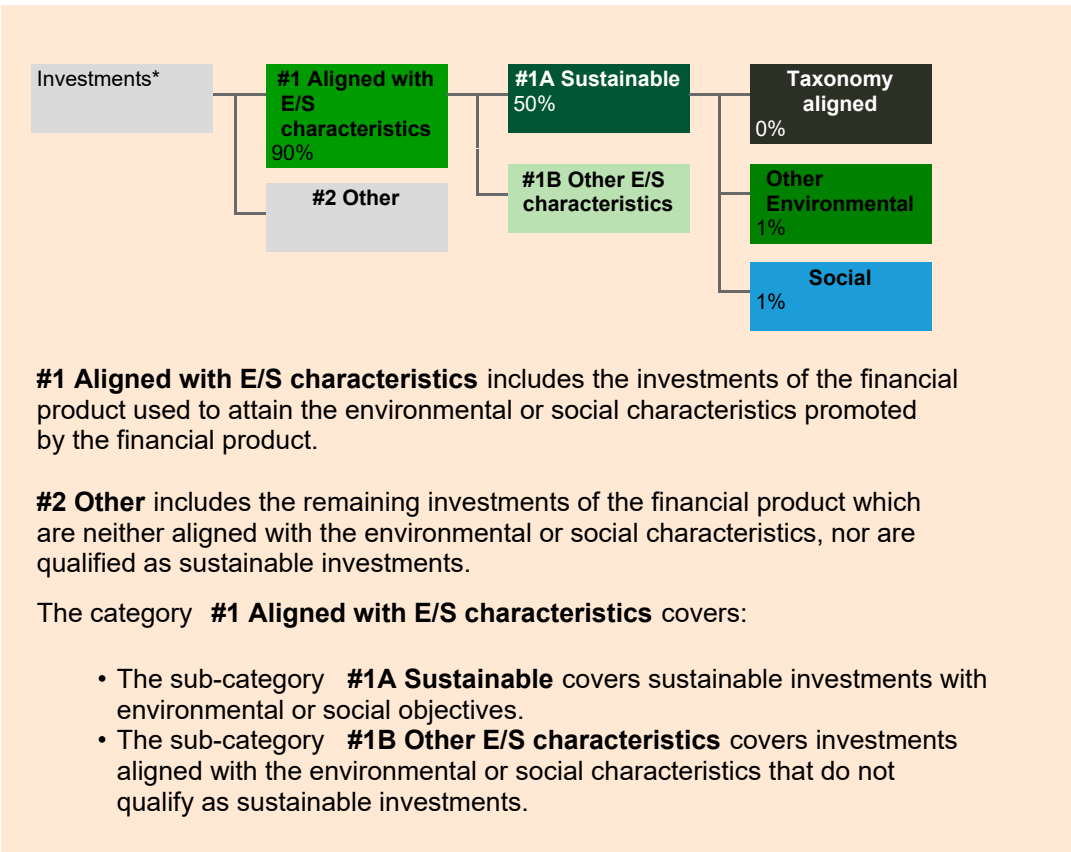 Investments*
#1 Aligned with
E/S
characteristics
90%
#2 Other
#1A Sustainable
50%
#1B Other E/S
characteristics
Taxonomy
aligned
0%
Other
Environmental
1%
Social
1%
#1 Aligned with E/S characteristics includes the investments of the financial
product used to attain the environmental or social characteristics promoted
by the financial product.
#2 Other includes the remaining investments of the financial product which
are neither aligned with the environmental or social characteristics, nor are
qualified as sustainable investments.
The category #1 Aligned with E/S characteristics covers:
• The sub-category #1A Sustainable covers sustainable investments with
environmental or social objectives.
• The sub-category #1B Other E/S characteristics covers investments
aligned with the environmental or social characteristics that do not
qualify as sustainable investments.